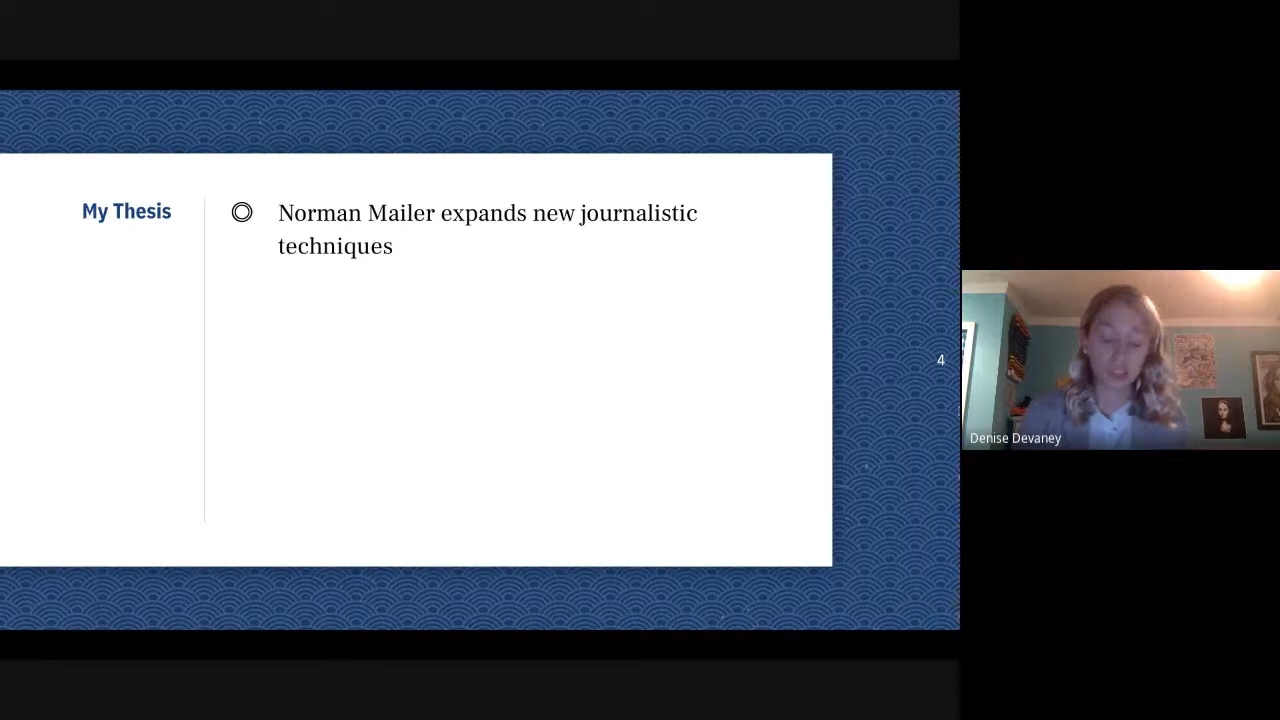 My Thesis
Norman Mailer expands new journalistic
techniques
4
Denise Devaney